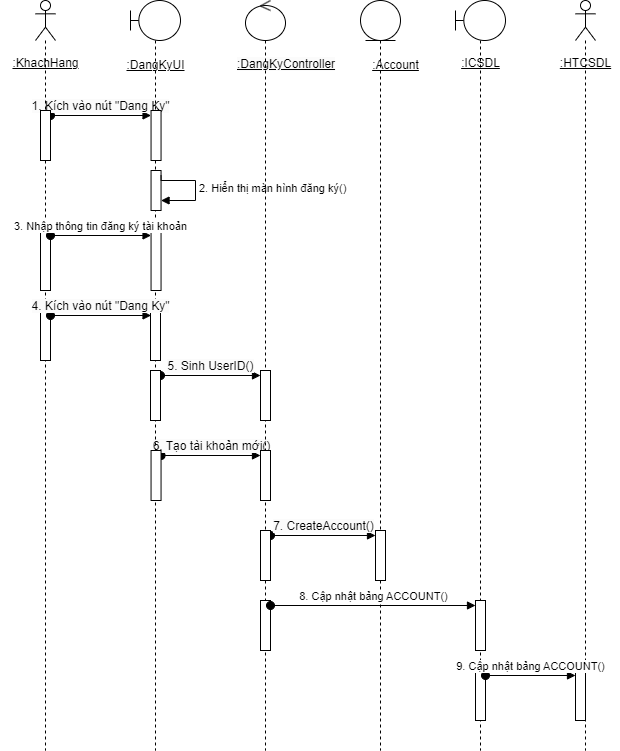 :KhachHang
:DangKyUI
:DangKyController
:Account
:ICSDL
:HTCSDL
1. Kích vào nút "Dang Ky"
2. Hiển thị màn hình đăng ký()
3. Nhập thông tin đăng ký tài khoản
4. Kích vào nút "Dang Ky"
5. Sinh UserID()
6. Tạo tài khoản mới()
7. CreateAccount()
8. Cập nhật bảng ACCOUNT()
9. Cập nhật bảng ACCOUNT()